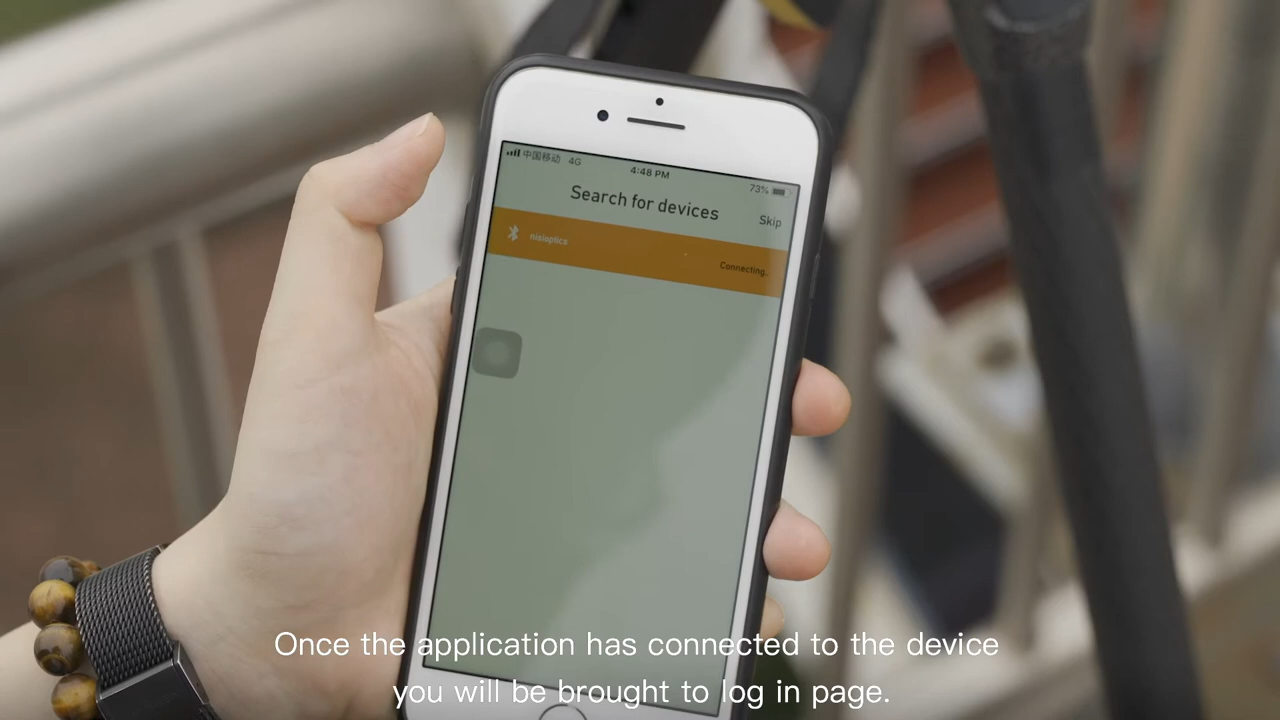 中国移动 4G
4:48 PM
73%
Search for devices
Skip
nisioptics
Connecting..
Once the application has connected to the device
you will be brought to log in page.